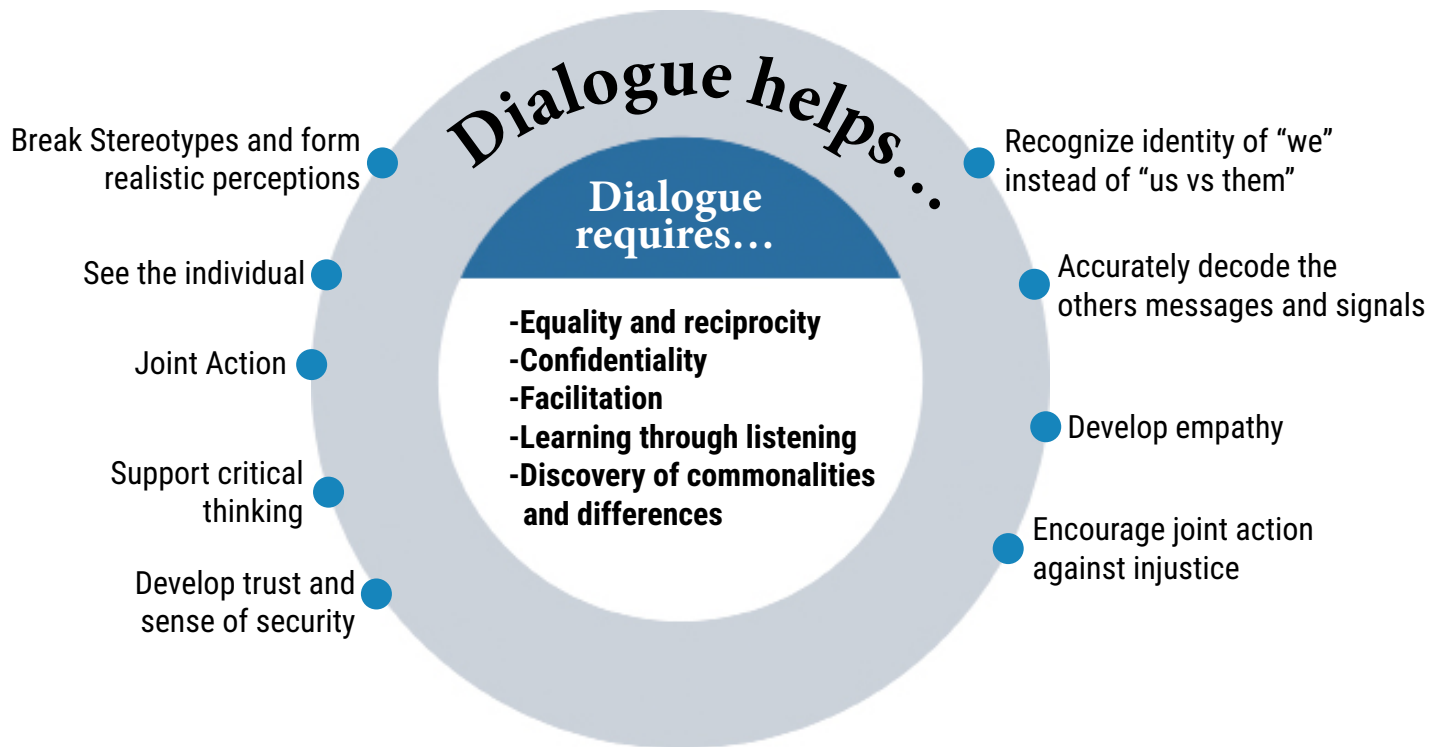 Dialogue helps...
Break Stereotypes and form
realistic perceptions
See the individual
Joint Action
Support critical
thinking
Develop trust and
sense of security
Dialogue
requires...
-Equality and reciprocity
-Confidentiality
-Facilitation
-Learning through listening
-Discovery of commonalities
and differences
Recognize identity of “we”
instead of “us vs them”
Accurately decode the
others messages and signals
Develop empathy
Encourage joint action
against injustice